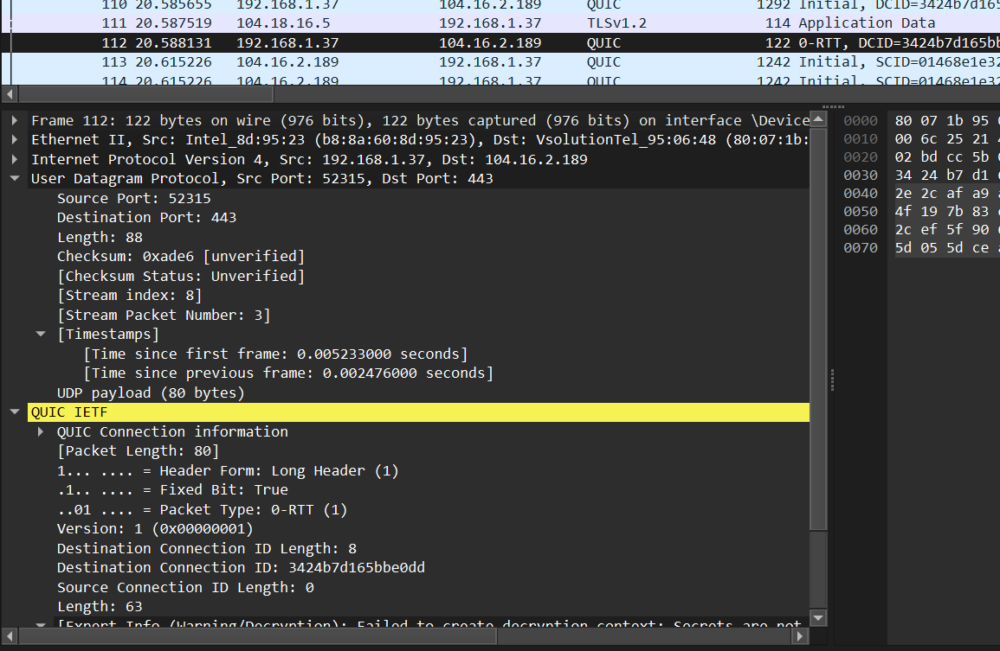 110 20.585655 192.168.1.37 104.16.2.189 QUIC 1292 Initial, DCID=3424b7d165
111 20.587519 104.18.16.5 192.168.1.37 TLSv1.2 114 Application Data
112 20.588131 192.168.1.37 104.16.2.189 QUIC 122 0-RTT, DCID=3424b7d165bb
113 20.615226 104.16.2.189 192.168.1.37 QUIC 1242 Initial, SCID=01468e1e32
114 20.615226 104.16.2.189 192.168.1.37 QUIC 1242 Initial, SCID=01468e1e32
Frame 112: 122 bytes on wire (976 bits), 122 bytes captured (976 bits) on interface \Device
Ethernet II, Src: Intel_8d:95:23 (b8:8a:60:8d:95:23), Dst: VsolutionTel_95:06:48 (80:07:1b:
Internet Protocol Version 4, Src: 192.168.1.37, Dst: 104.16.2.189
User Datagram Protocol, Src Port: 52315, Dst Port: 443
Source Port: 52315
Destination Port: 443
Length: 88
Checksum: 0xade6 [unverified]
[Checksum Status: Unverified]
[Stream index: 8]
[Stream Packet Number: 3]
[Timestamps]
[Time since first frame: 0.005233000 seconds]
[Time since previous frame: 0.002476000 seconds]
UDP payload (80 bytes)
QUIC IETF
QUIC Connection information
[Packet Length: 80]
1... .... = Header Form: Long Header (1)
.1.. .... = Fixed Bit: True
..01 .... = Packet Type: 0-RTT (1)
Version: 1 (0x00000001)
Destination Connection ID Length: 8
Destination Connection ID: 3424b7d165bbe0dd
Source Connection ID Length: 0
Length: 63
[Expert Info (Warning/Decryption): Failed to create decryption context: Secrets are not
0000 80 07 1b 95
0010 00 6c 25 21
0020 02 bd cc 5b
0030 34 24 b7 d1
0040 2e 2c af a9
0050 4f 19 7b 83
0060 2c ef 5f 90
0070 5d 05 5d ce